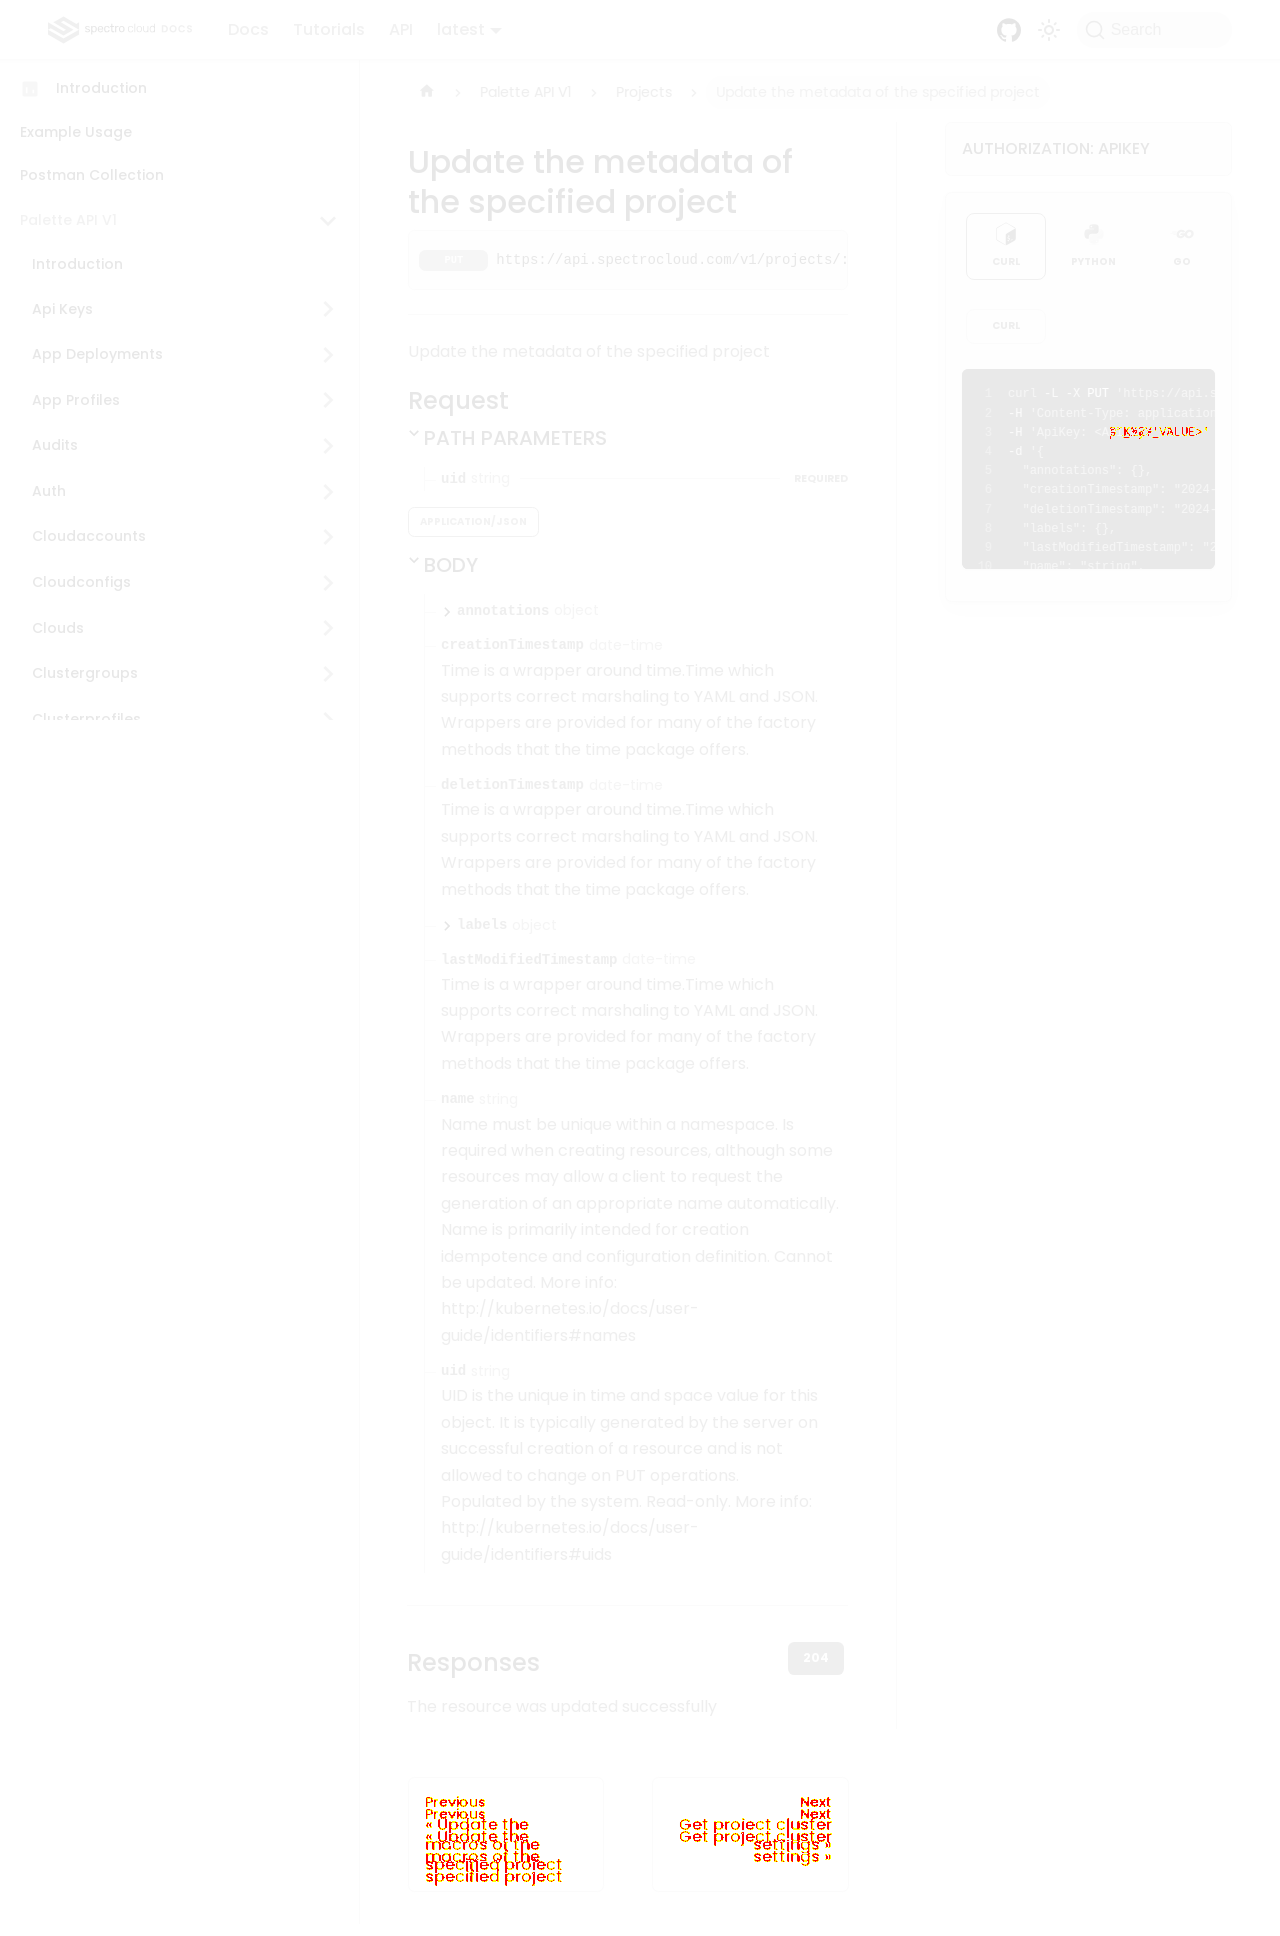 spectro cloud DOCS
Docs
Tutorials
API
latest
Search
Introduction
Example Usage
Postman Collection
Palette API V1
Introduction
Api Keys
App Deployments
App Profiles
Audits
Auth
Cloudaccounts
Cloudconfigs
Clouds
Clustergroups
Clusterprofiles
Palette API V1 › Projects › Update the metadata of the specified project
Update the metadata of
the specified project
PUT https://api.spectrocloud.com/v1/projects/:
Update the metadata of the specified project
Request
PATH PARAMETERS
uid string REQUIRED
APPLICATION/JSON
BODY
annotations object
creationTimestamp date-time
Time is a wrapper around time.Time which
supports correct marshaling to YAML and JSON.
Wrappers are provided for many of the factory
methods that the time package offers.
deletionTimestamp date-time
Time is a wrapper around time.Time which
supports correct marshaling to YAML and JSON.
Wrappers are provided for many of the factory
methods that the time package offers.
labels object
lastModifiedTimestamp date-time
Time is a wrapper around time.Time which
supports correct marshaling to YAML and JSON.
Wrappers are provided for many of the factory
methods that the time package offers.
name string
Name must be unique within a namespace. Is
required when creating resources, although some
resources may allow a client to request the
generation of an appropriate name automatically.
Name is primarily intended for creation
idempotence and configuration definition. Cannot
be updated. More info:
http://kubernetes.io/docs/user-
guide/identifiers#names
uid string
UID is the unique in time and space value for this
object. It is typically generated by the server on
successful creation of a resource and is not
allowed to change on PUT operations.
Populated by the system. Read-only. More info:
http://kubernetes.io/docs/user-
guide/identifiers#uids
Responses
204
The resource was updated successfully
Previous
Previous
« Update the
« Update the
macros of the
macros of the
specified project
specified project
Next
Next
Get project cluster
Get project cluster
settings »
settings »
AUTHORIZATION: APIKEY
CURL
PYTHON
GO
CURL
1 curl -L -X PUT 'https://api.s
2 -H 'Content-Type: application
3 -H 'ApiKey: <A
4 -d '{
5 "annotations": {},
6 "creationTimestamp": "2024-
7 "deletionTimestamp": "2024-
8 "labels": {},
9 "lastModifiedTimestamp": "2
10 "name": "string",